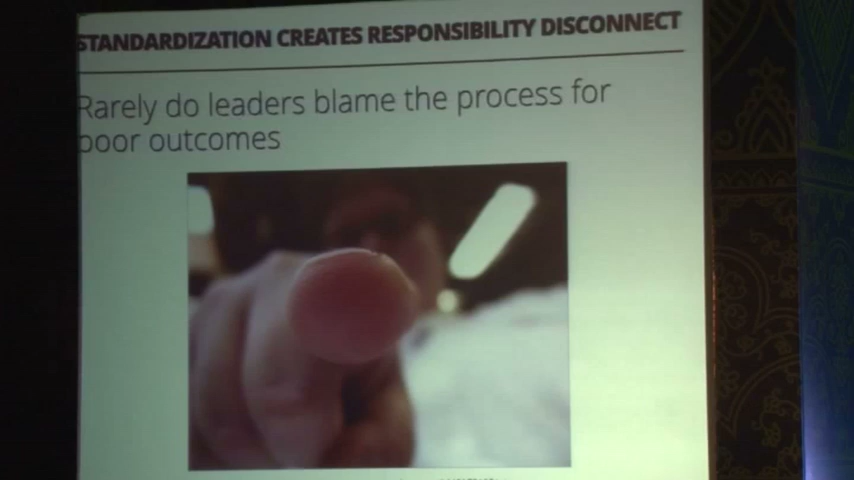 STANDARDIZATION CREATES RESPONSIBILITY DISCONNECT
Rarely do leaders blame the process for
poor outcomes